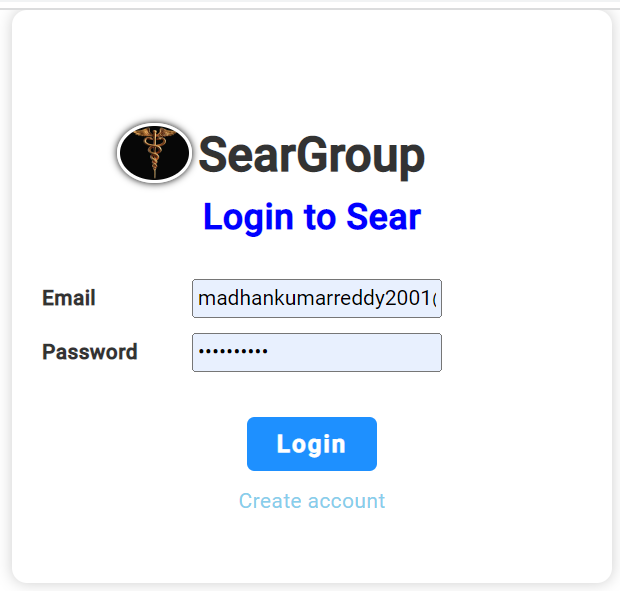 SearGroup
Login to Sear
Email madhankumarreddy2001
Password ••••••••••
Login
Create account